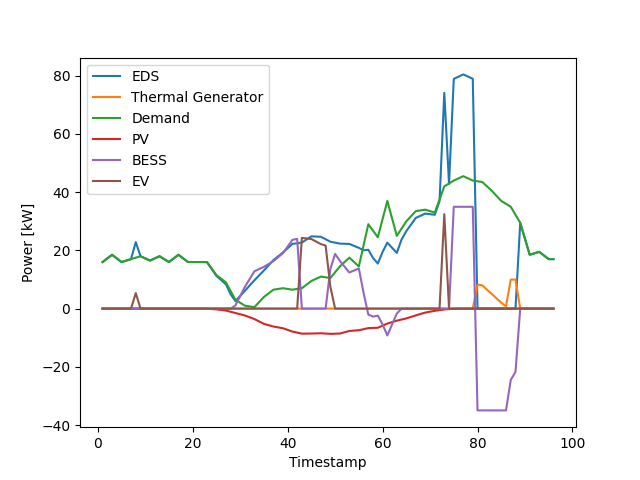 EDS
Thermal Generator
Demand
PV
BESS
EV
80
60
40
20
0
−20
−40
Power [kW]
0 20 40 60 80 100
Timestamp